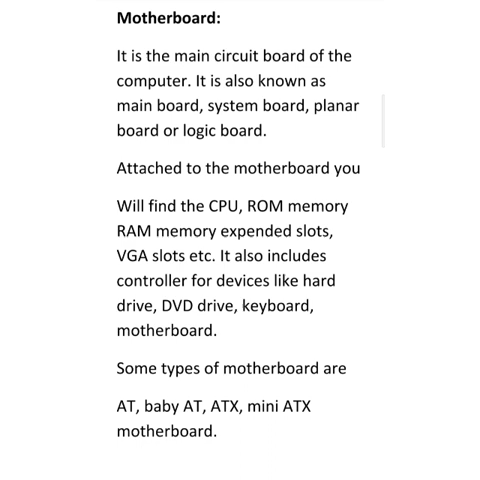 Motherboard:
It is the main circuit board of the
computer. It is also known as
main board, system board, planar
board or logic board.
Attached to the motherboard you
Will find the CPU, ROM memory
RAM memory expended slots,
VGA slots etc. It also includes
controller for devices like hard
drive, DVD drive, keyboard,
motherboard.
Some types of motherboard are
AT, baby AT, ATX, mini ATX
motherboard.